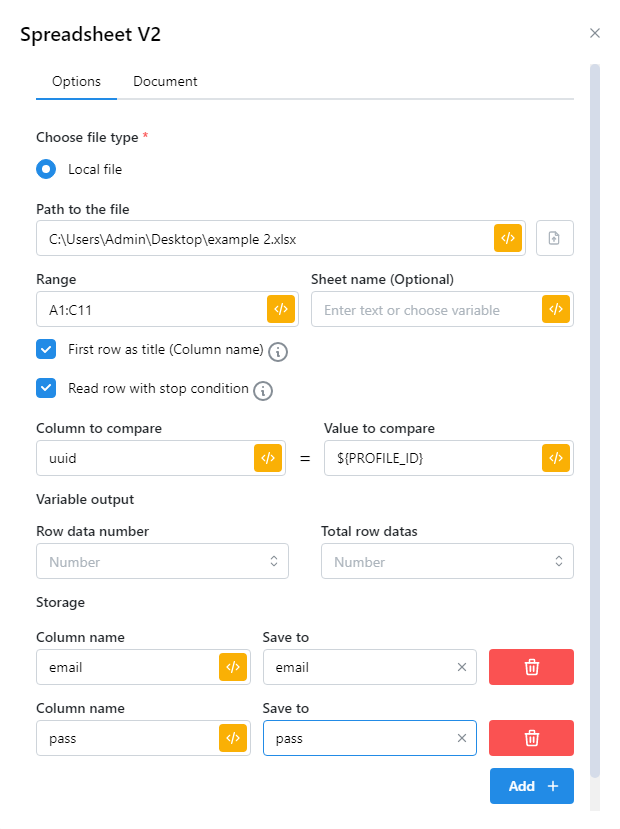 Spreadsheet V2
Options Document
Choose file type *
Local file
Path to the file
C:\Users\Admin\Desktop\example 2.xlsx
Range Sheet name (Optional)
A1:C11 Enter text or choose variable
First row as title (Column name)
Read row with stop condition
Column to compare Value to compare
uuid = ${PROFILE_ID}
Variable output
Row data number Total row datas
Number Number
Storage
Column name Save to
email email
Column name Save to
pass pass
Add +